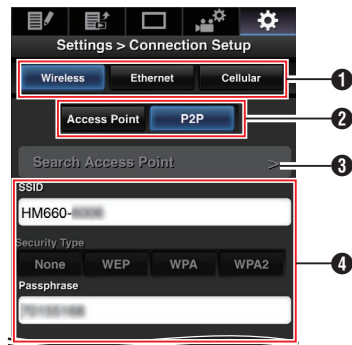 Settings > Connection Setup
Wireless Ethernet Cellular
1
Access Point P2P
2
Search Access Point >
3
SSID
HM660-
Security Type
None WEP WPA WPA2
4
Passphrase